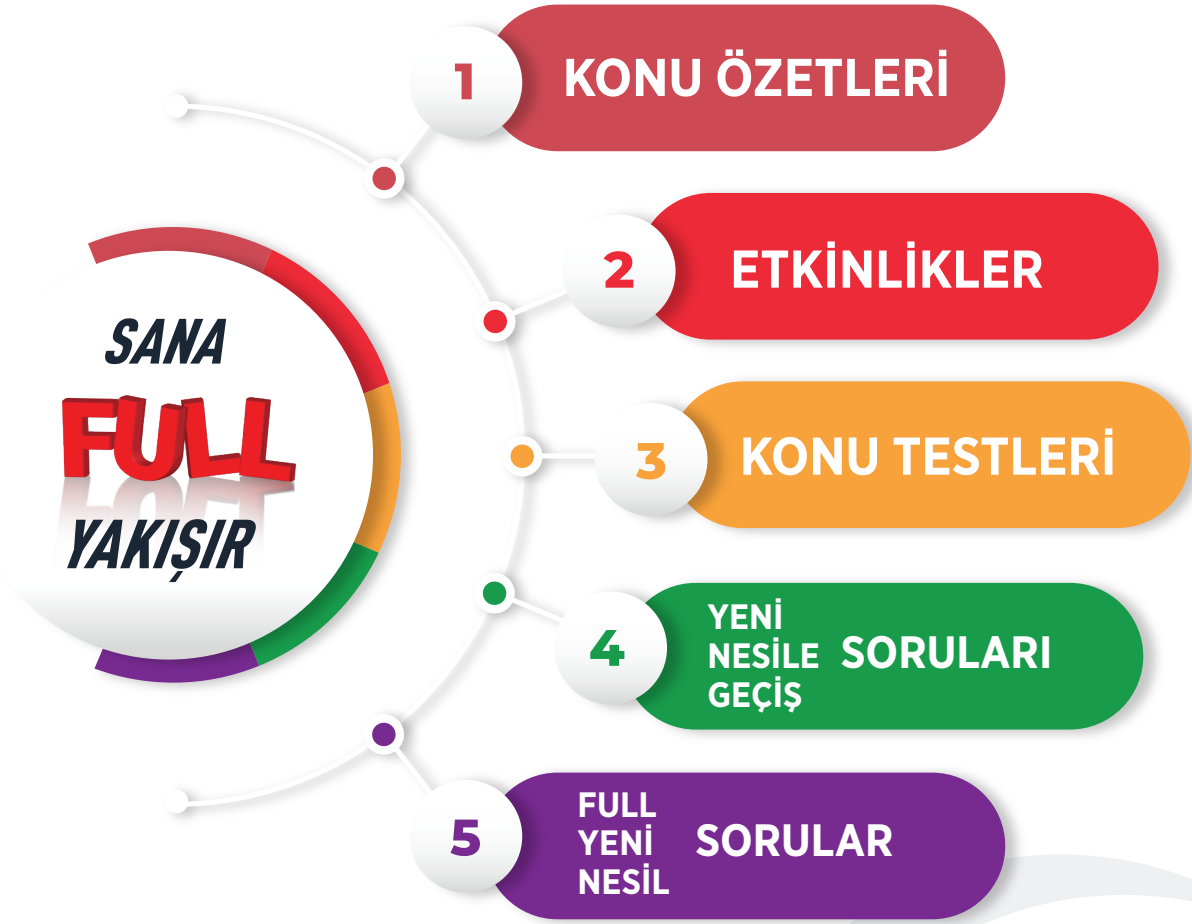 SANA
FULL
YAKIŞIR
1
KONU ÖZETLERİ
2
ETKİNLİKLER
3
KONU TESTLERİ
4
YENİ
NESİLE
GEÇİŞ
SORULARI
5
FULL
YENİ
NESİL
SORULAR